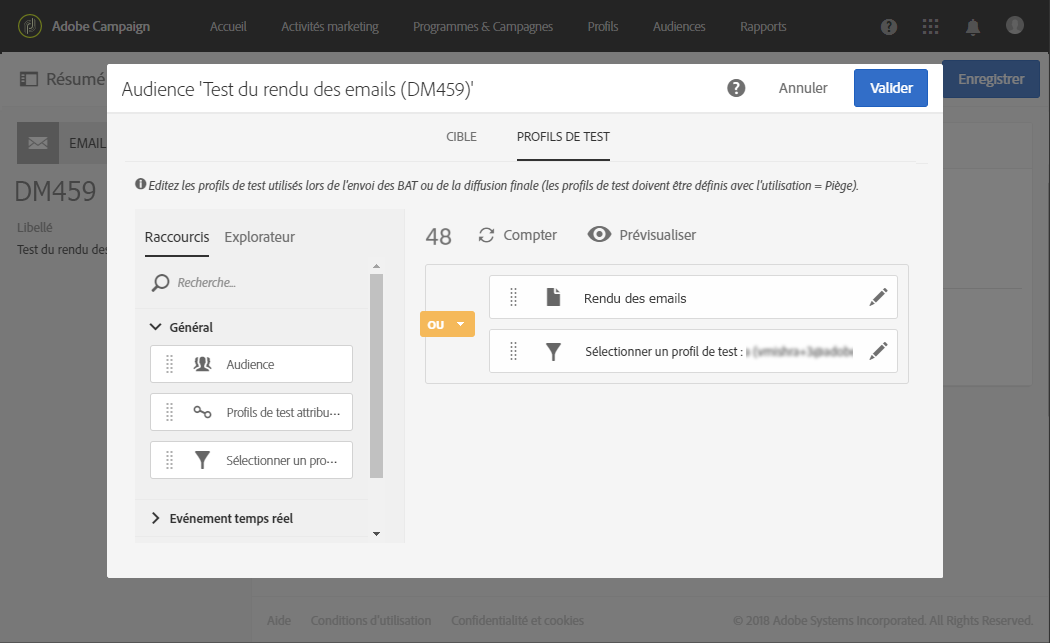 Adobe Campaign
Accueil
Activités marketing
Programmes & Campagnes
Profils
Audiences
Rapports
Résumé
Enregistrer
Audience 'Test du rendu des emails (DM459)'
Annuler
Valider
EMAIL
DM459
Libellé
Test du rendu des
CIBLE
PROFILS DE TEST
Editez les profils de test utilisés lors de l'envoi des BAT ou de la diffusion finale (les profils de test doivent être définis avec l'utilisation = Piège).
Raccourcis
Explorateur
Recherche...
Général
Audience
Profils de test attribu...
Sélectionner un pro...
Evénement temps réel
48
Compter
Prévisualiser
OU
Rendu des emails
Sélectionner un profil de test :
Aide
Conditions d'utilisation
Confidentialité et cookies
© 2018 Adobe Systems Incorporated. All Rights Reserved.